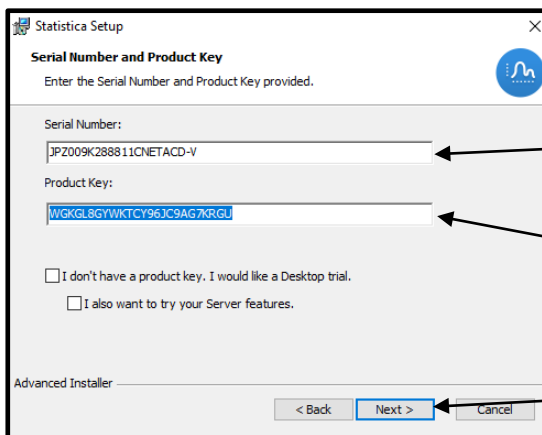 Statistica Setup
Serial Number and Product Key
Enter the Serial Number and Product Key provided.
Serial Number:
JPZ009K288811CNETACD-V
Product Key:
WGKGL8GYWKTCY96JC9AG7KRGU
I don't have a product key. I would like a Desktop trial.
I also want to try your Server features.
Advanced Installer
< Back Next > Cancel